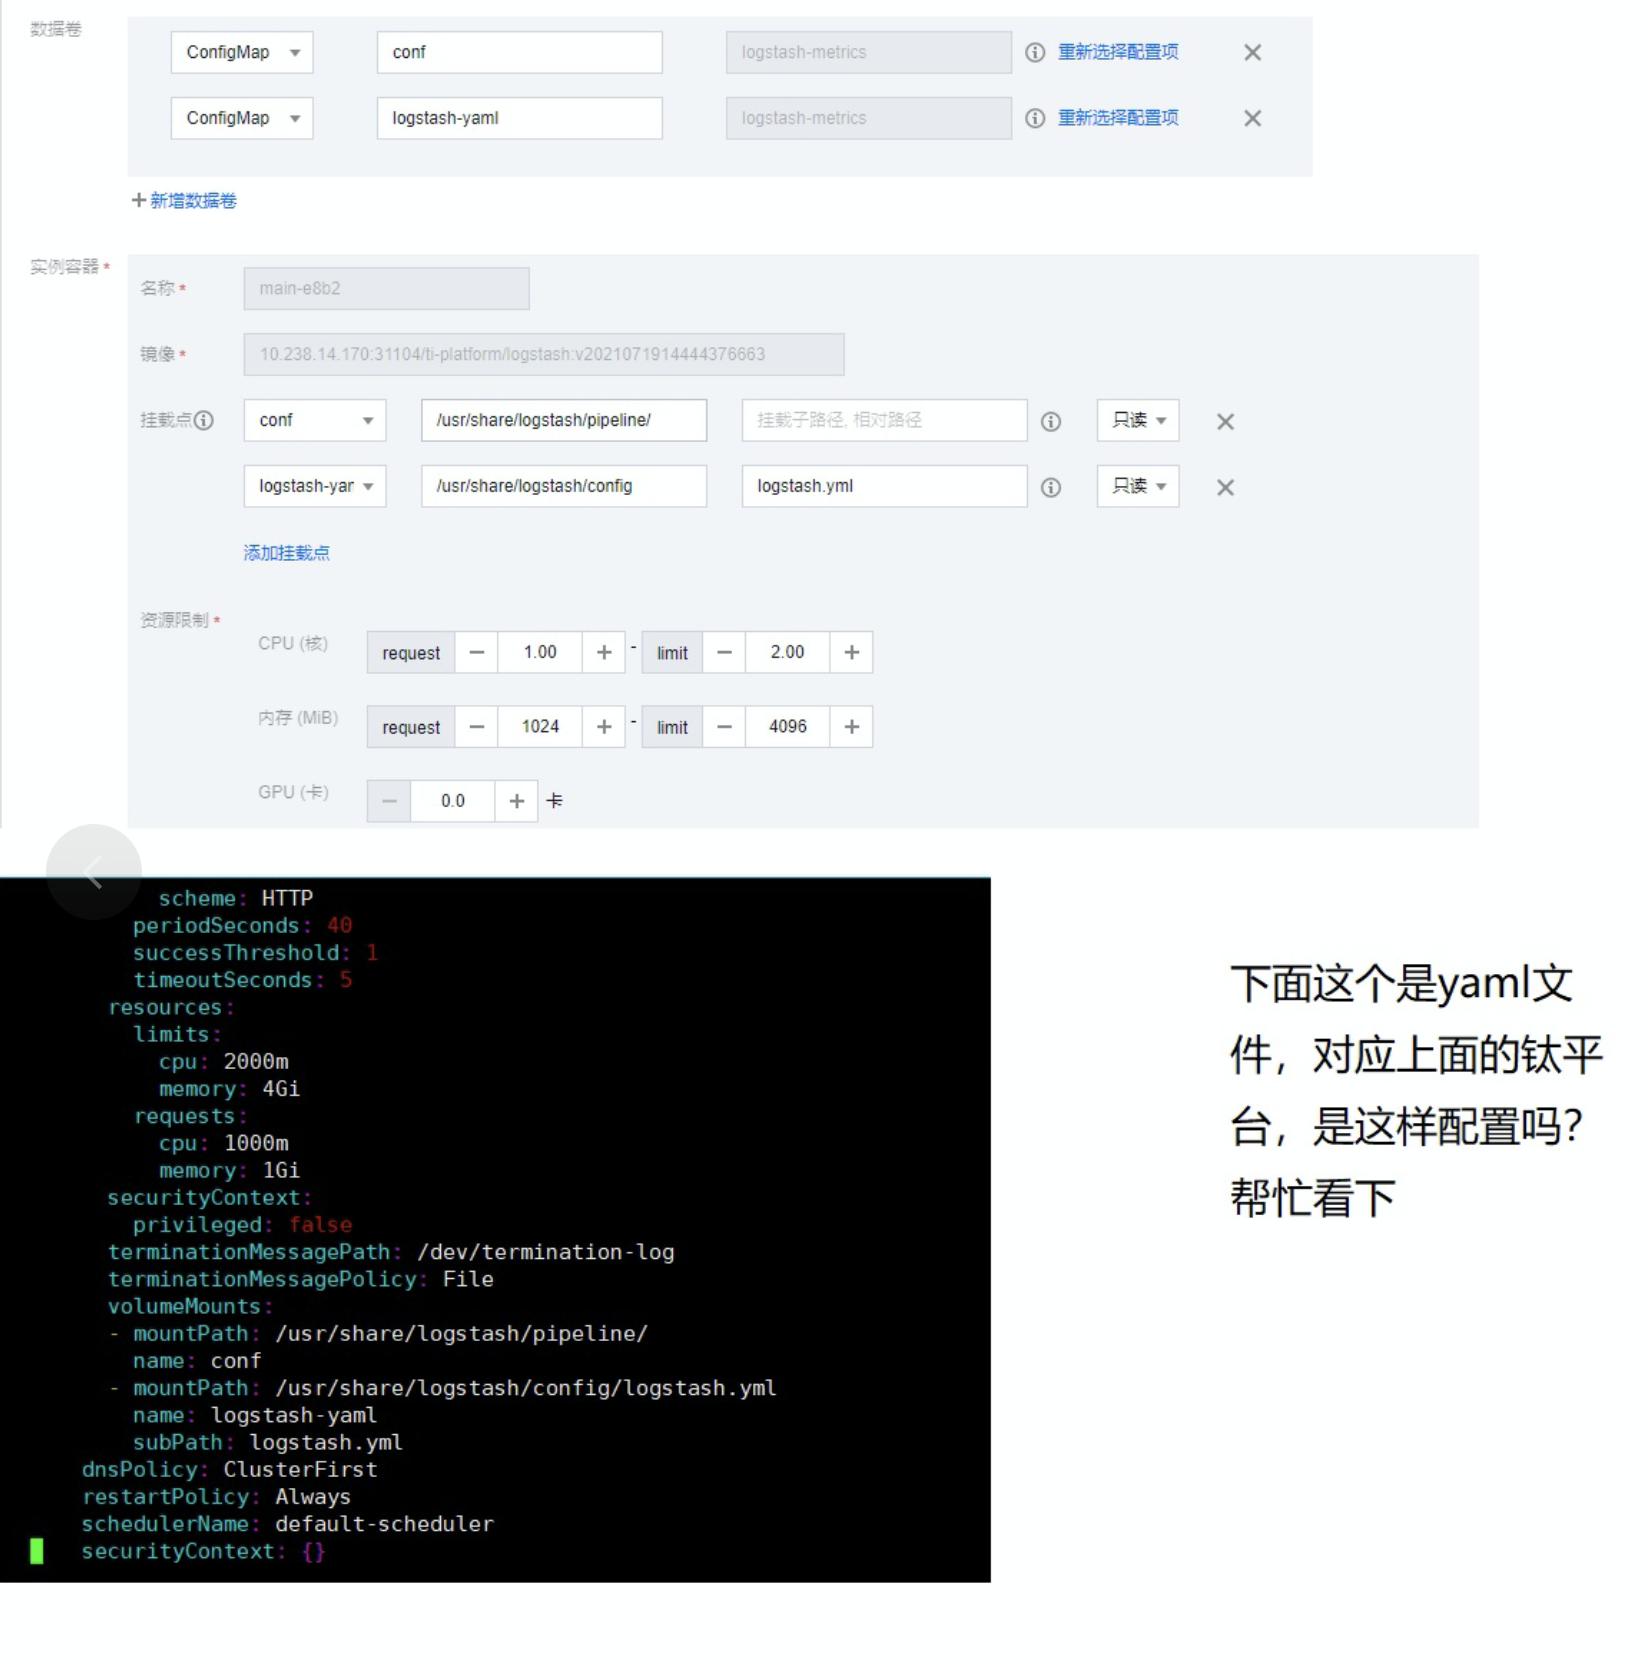 数据卷
ConfigMap conf logstash-metrics 重新选择配置项
ConfigMap logstash-yaml logstash-metrics 重新选择配置项
+新增数据卷
实例容器*
名称* main-e8b2
镜像* 10.238.14.170:31104/ti-platform/logstash:v2021071914444376663
挂载点 conf /usr/share/logstash/pipeline/ 挂载子路径, 相对路径 只读
logstash-yar /usr/share/logstash/config logstash.yml 只读
添加挂载点
资源限制*
CPU (核) request − 1.00 + - limit − 2.00 +
内存 (MiB) request − 1024 + - limit − 4096 +
GPU (卡) − 0.0 + 卡
scheme: HTTP
periodSeconds: 40
successThreshold: 1
timeoutSeconds: 5
resources:
limits:
cpu: 2000m
memory: 4Gi
requests:
cpu: 1000m
memory: 1Gi
securityContext:
privileged: false
terminationMessagePath: /dev/termination-log
terminationMessagePolicy: File
volumeMounts:
- mountPath: /usr/share/logstash/pipeline/
name: conf
- mountPath: /usr/share/logstash/config/logstash.yml
name: logstash-yaml
subPath: logstash.yml
dnsPolicy: ClusterFirst
restartPolicy: Always
schedulerName: default-scheduler
securityContext: {}
下面这个是yaml文
件，对应上面的钛平
台，是这样配置吗?
帮忙看下